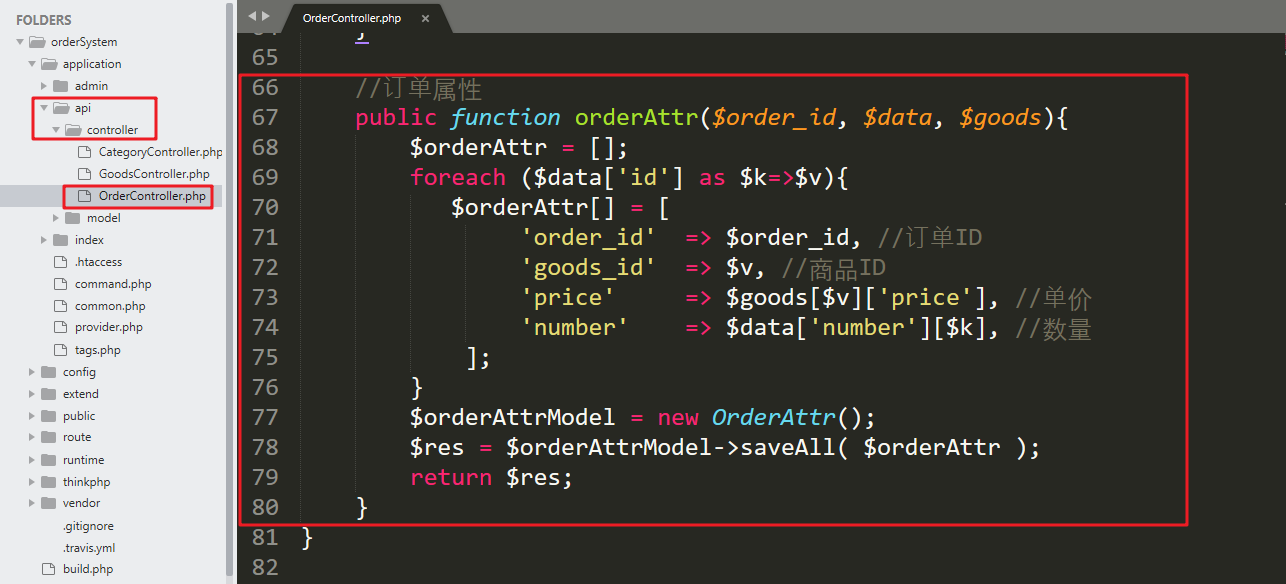 FOLDERS
orderSystem
application
admin
api
controller
CategoryController.php
GoodsController.php
OrderController.php
model
index
.htaccess
command.php
common.php
provider.php
tags.php
config
extend
public
route
runtime
thinkphp
vendor
.gitignore
.travis.yml
build.php
OrderController.php ×
64 }
65
66 //订单属性
67 public function orderAttr($order_id, $data, $goods){
68 $orderAttr = [];
69 foreach ($data['id'] as $k=>$v){
70 $orderAttr[] = [
71 'order_id' => $order_id, //订单ID
72 'goods_id' => $v, //商品ID
73 'price' => $goods[$v]['price'], //单价
74 'number' => $data['number'][$k], //数量
75 ];
76 }
77 $orderAttrModel = new OrderAttr();
78 $res = $orderAttrModel->saveAll( $orderAttr );
79 return $res;
80 }
81 }
82